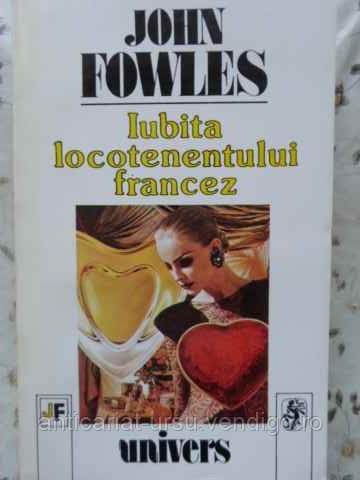 JOHN
FOWLES
Iubita
locotenentului
francez
JF
anticariat-ursu.vendigo.ro
univers